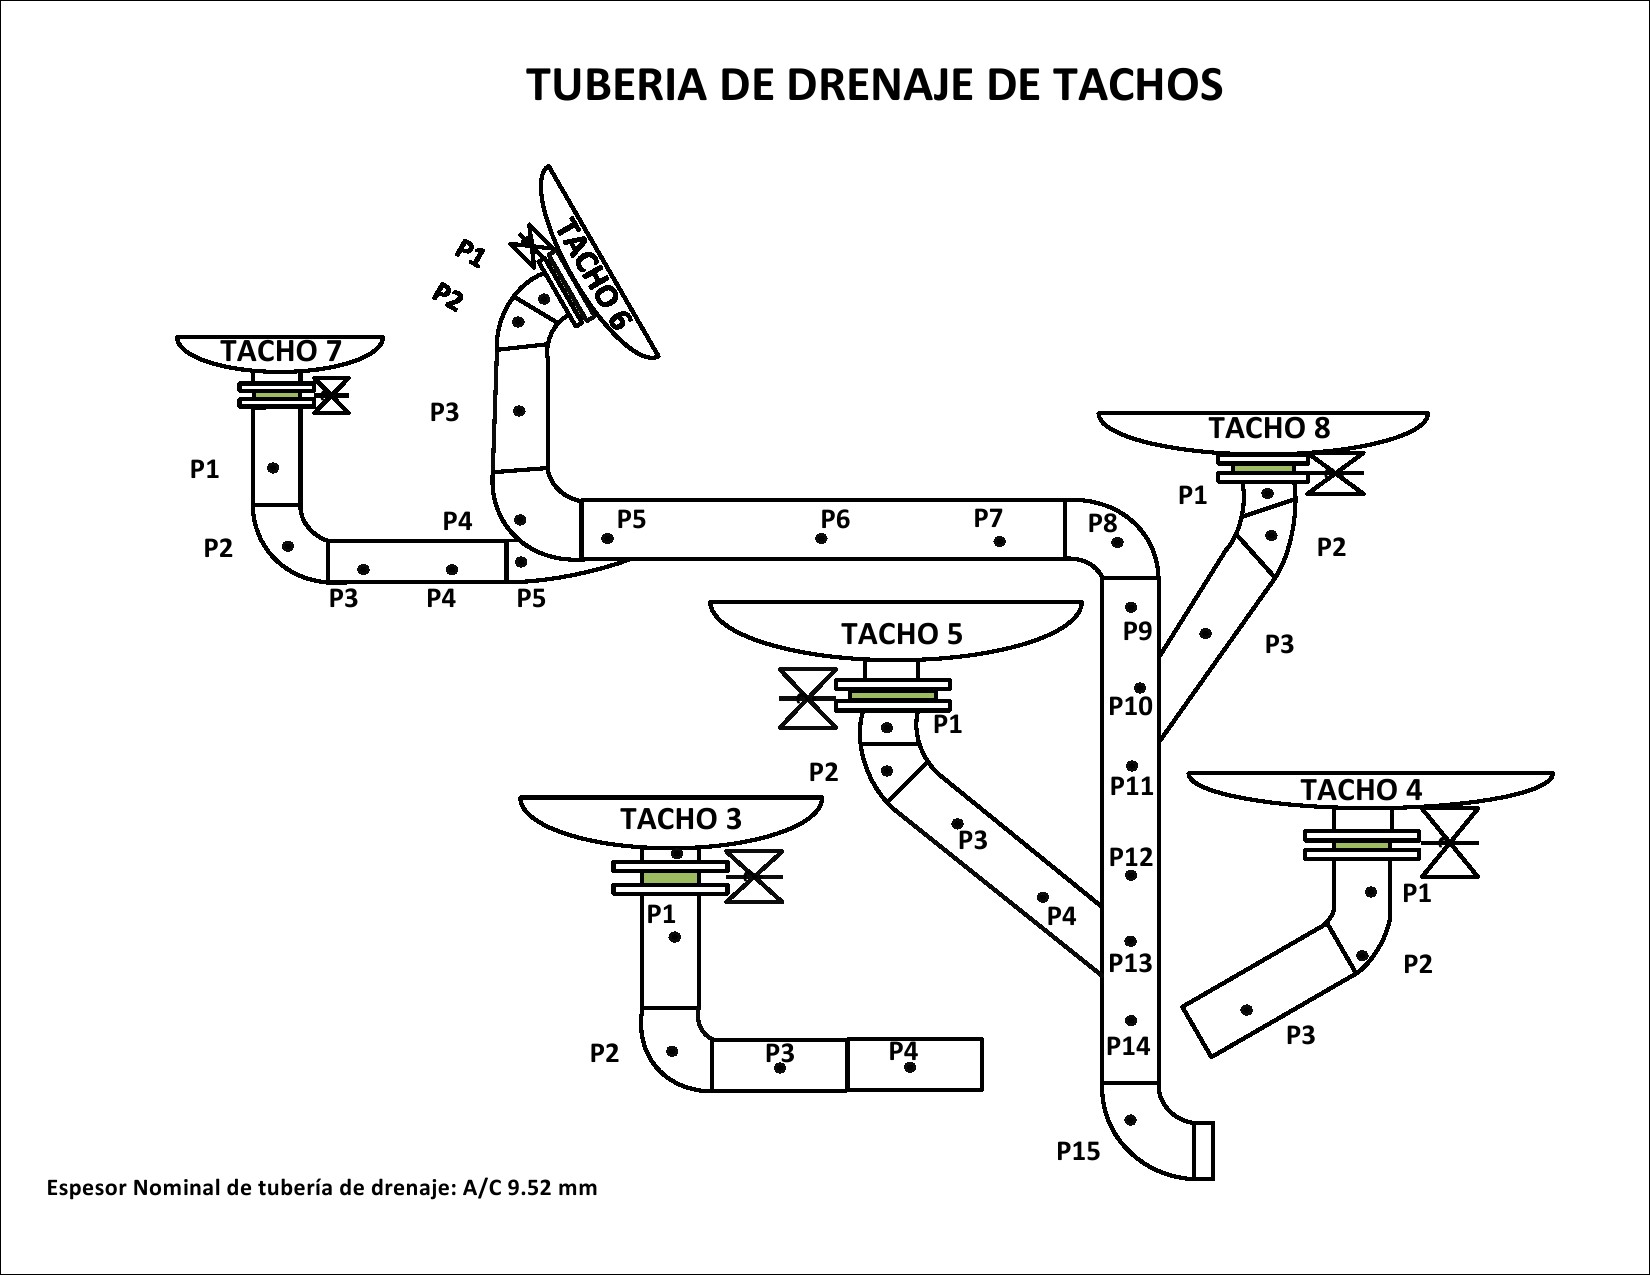 TUBERIA DE DRENAJE DE TACHOS
TACHO 6
P1
P2
P3
P4
P5
P6
P7
P8
P9
P10
P11
P12
P13
P14
P15
TACHO 7
P1
P2
P3
P4
P5
TACHO 8
P1
P2
P3
TACHO 5
P1
P2
P3
P4
TACHO 4
P1
P2
P3
TACHO 3
P1
P2
P3
P4
Espesor Nominal de tubería de drenaje: A/C 9.52 mm